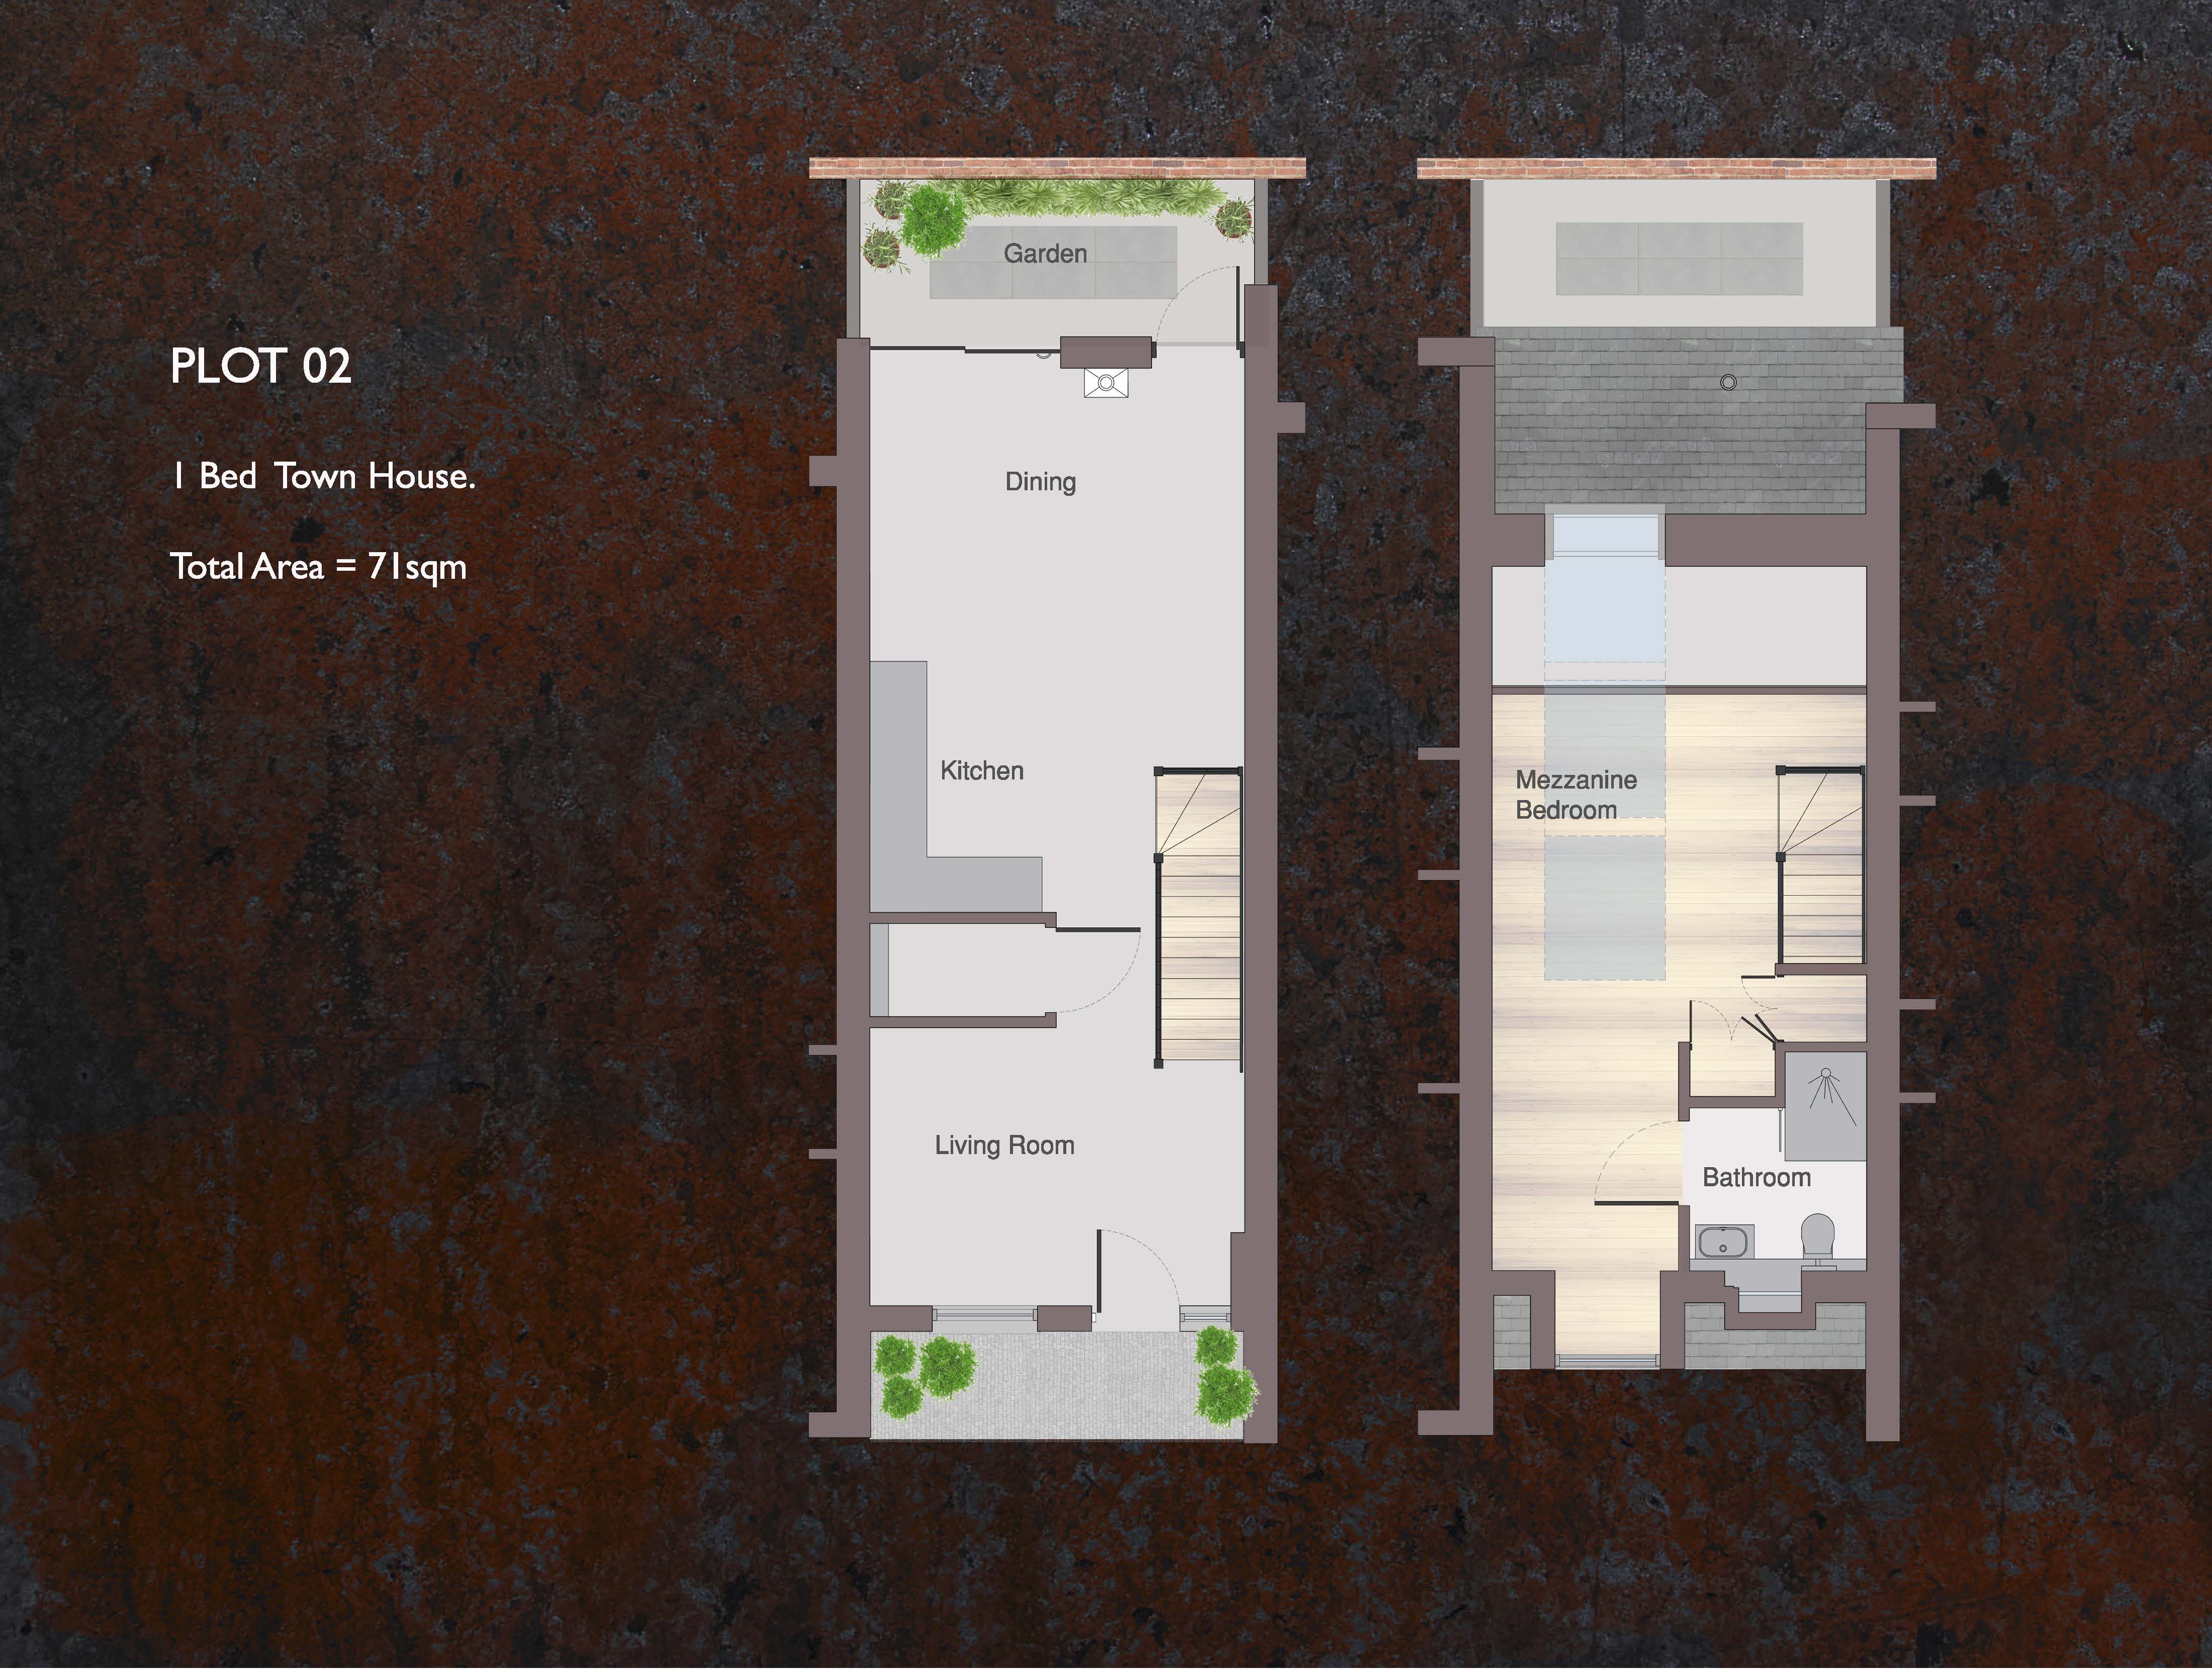 PLOT 02
1 Bed Town House.
Total Area = 71sqm
Garden
Dining
Kitchen
Living Room
Mezzanine
Bedroom
Bathroom